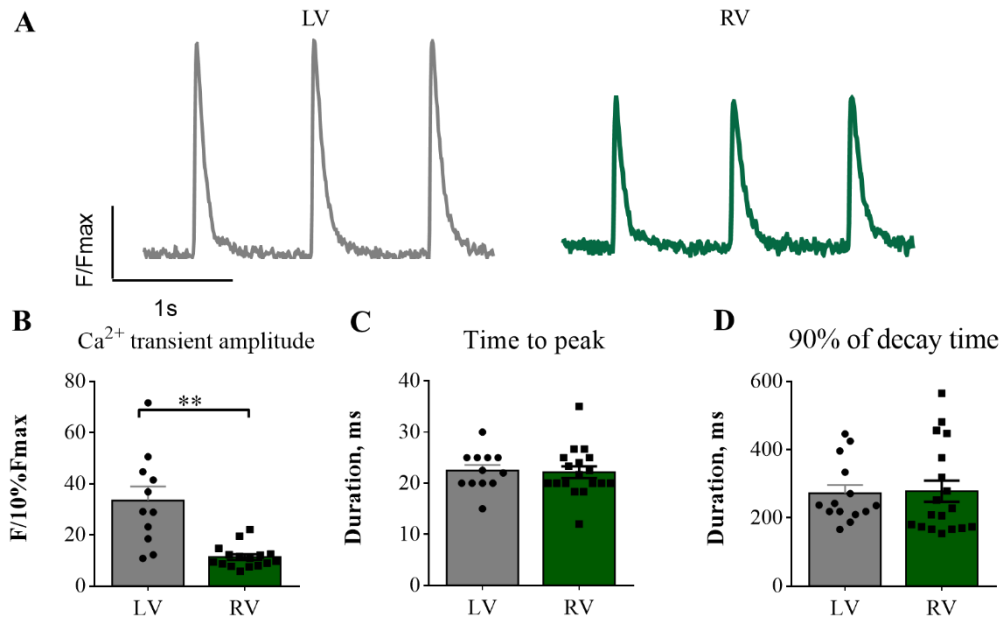 A
LV
RV
F/Fmax
1s
B
Ca²⁺ transient amplitude
F/10%Fmax
80
60
40
20
0
**
LV
RV
C
Time to peak
Duration, ms
40
30
20
10
0
LV
RV
D
90% of decay time
Duration, ms
600
400
200
0
LV
RV